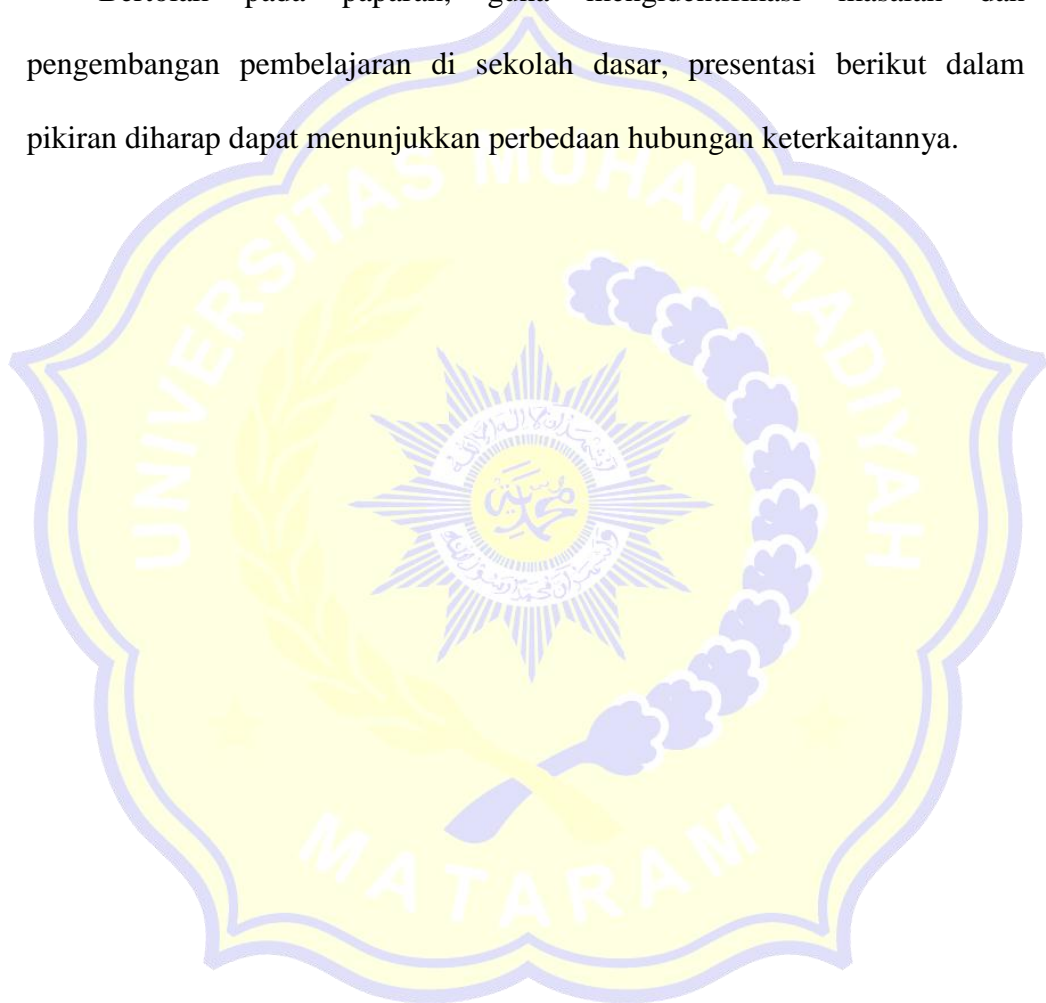 pengembangan pembelajaran di sekolah dasar, presentasi berikut dalam
pikiran diharap dapat menunjukkan perbedaan hubungan keterkaitannya.
UNIVERSITAS MUHAMMADIYAH
MATARAM